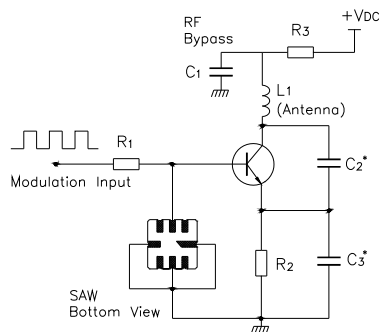 RF
Bypass
+VDC
R3
C1
L1
(Antenna)
R1
Modulation Input
C2*
SAW
Bottom View
R2
C3*